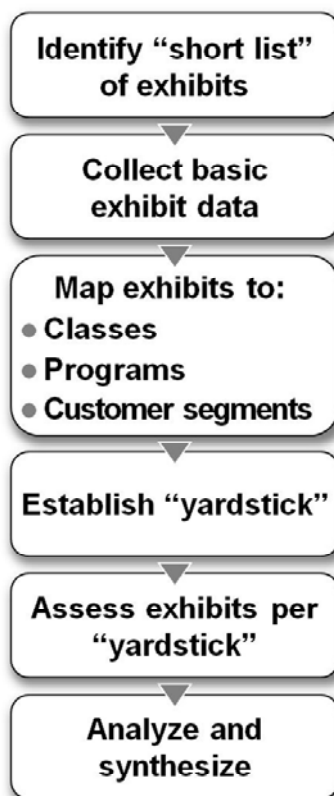 Identify “short list”
of exhibits
Collect basic
exhibit data
Map exhibits to:
● Classes
● Programs
● Customer segments
Establish “yardstick”
Assess exhibits per
“yardstick”
Analyze and
synthesize